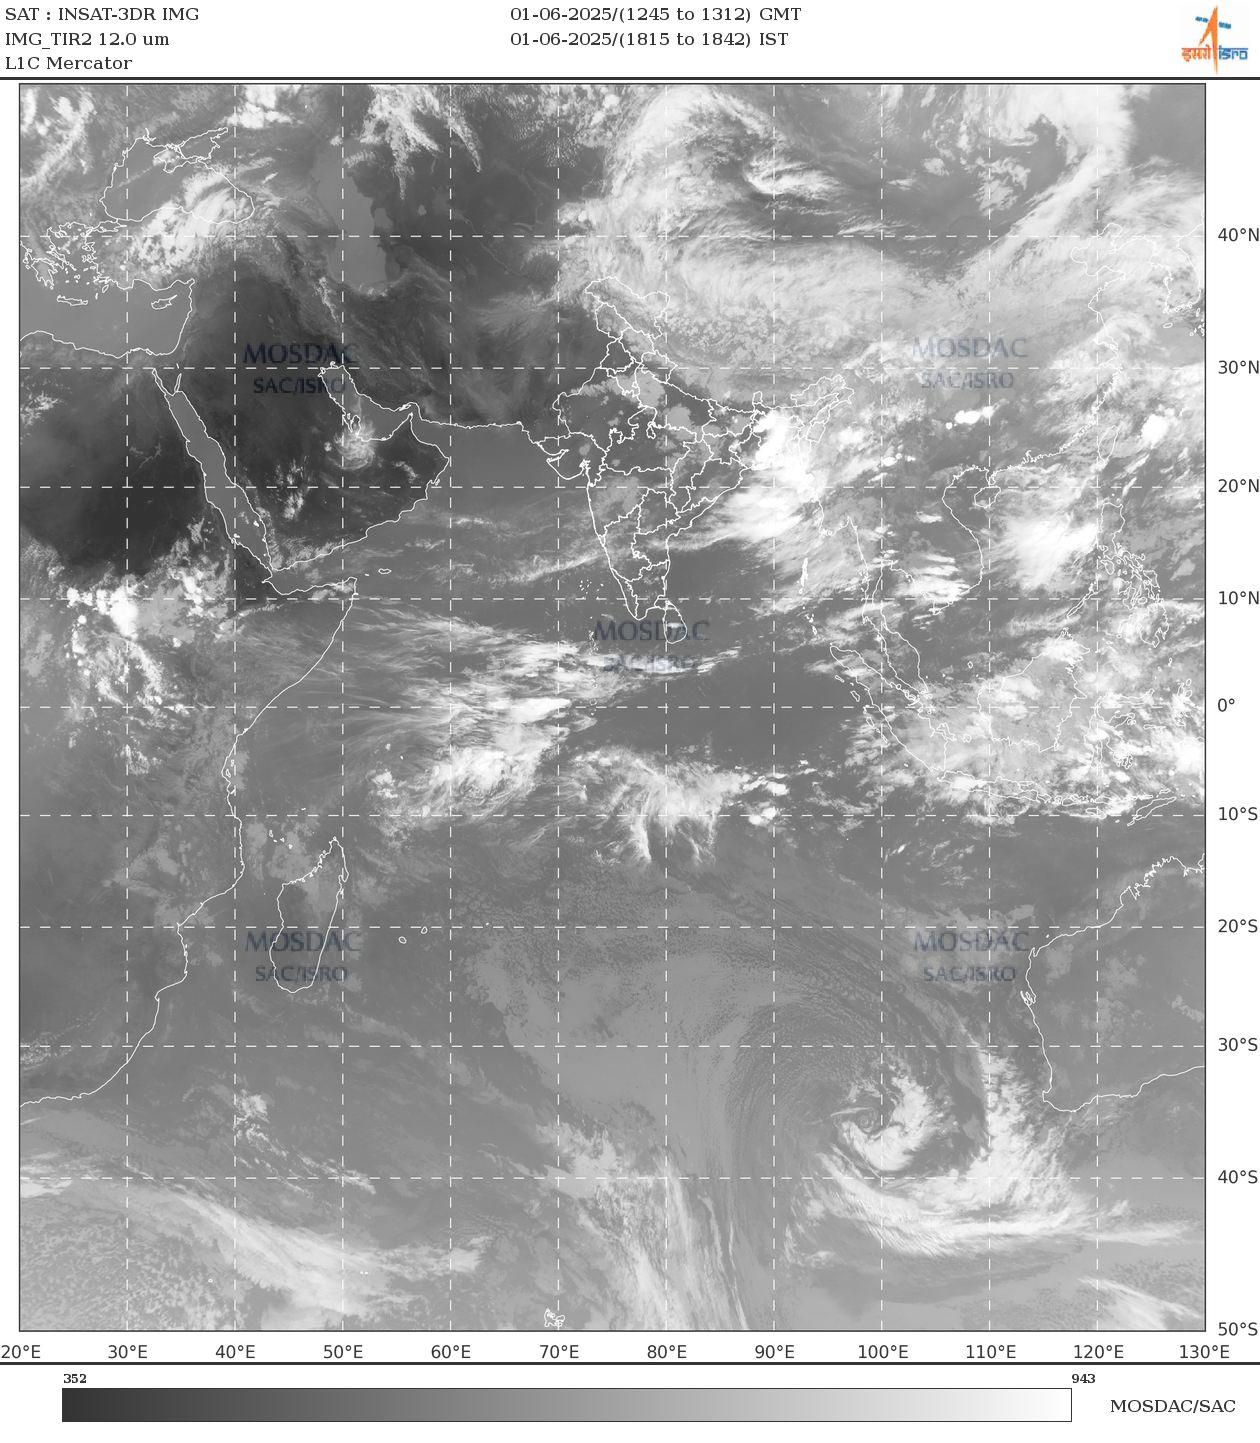 SAT : INSAT-3DR IMG
01-06-2025/(1245 to 1312) GMT
IMG_TIR2 12.0 um
01-06-2025/(1815 to 1842) IST
L1C Mercator
इसरो isro
40°N
MOSDAC
SAC/ISRO
MOSDAC
SAC/ISRO
30°N
20°N
10°N
MOSDAC
SAC/ISRO
0°
10°S
20°S
MOSDAC
SAC/ISRO
MOSDAC
SAC/ISRO
30°S
40°S
50°S
20°E 30°E 40°E 50°E 60°E 70°E 80°E 90°E 100°E 110°E 120°E 130°E
352 943
MOSDAC/SAC